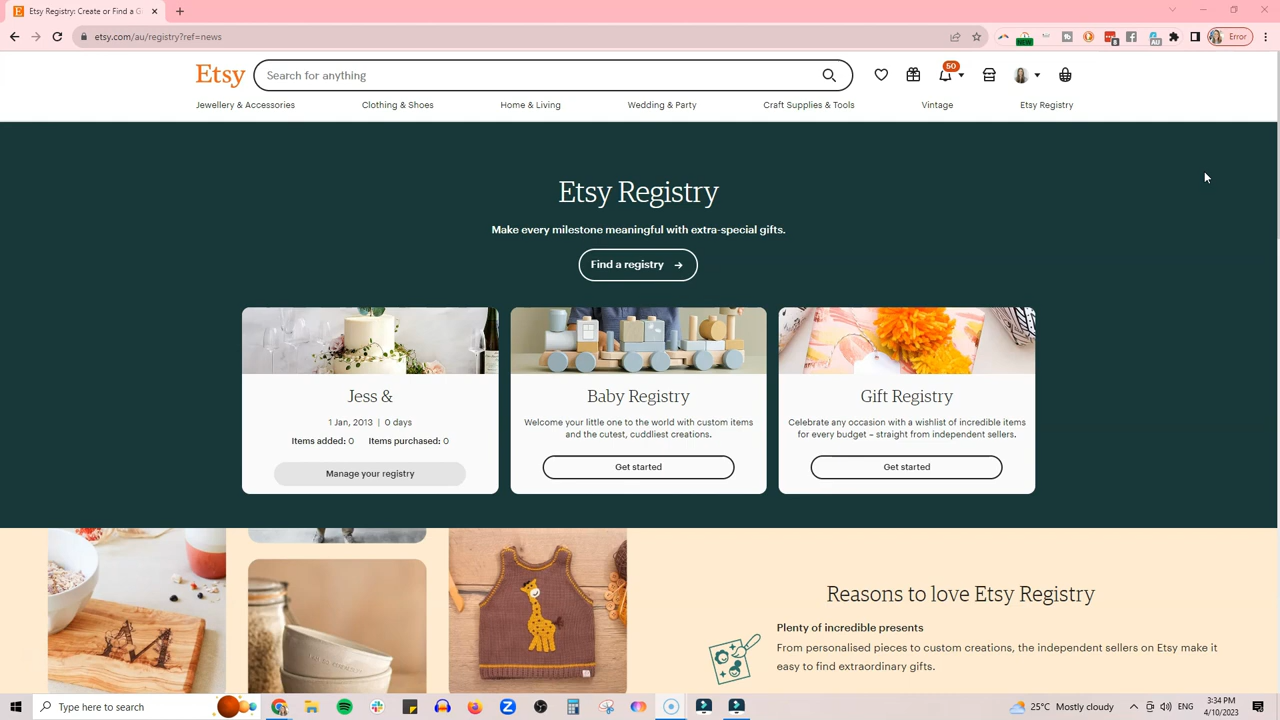 Etsy Registry: Create or Find a G
etsy.com/au/registry?ref=news
Error
Etsy
Search for anything
50
Jewellery & Accessories
Clothing & Shoes
Home & Living
Wedding & Party
Craft Supplies & Tools
Vintage
Etsy Registry
Etsy Registry
Make every milestone meaningful with extra-special gifts.
Find a registry →
Jess &
1 Jan, 2013 | 0 days
Items added: 0 Items purchased: 0
Manage your registry
Baby Registry
Welcome your little one to the world with custom items
and the cutest, cuddliest creations.
Get started
Gift Registry
Celebrate any occasion with a wishlist of incredible items
for every budget – straight from independent sellers.
Get started
Reasons to love Etsy Registry
Plenty of incredible presents
From personalised pieces to custom creations, the independent sellers on Etsy make it
easy to find extraordinary gifts.
Type here to search
25°C Mostly cloudy
ENG
3:34 PM
4/10/2023